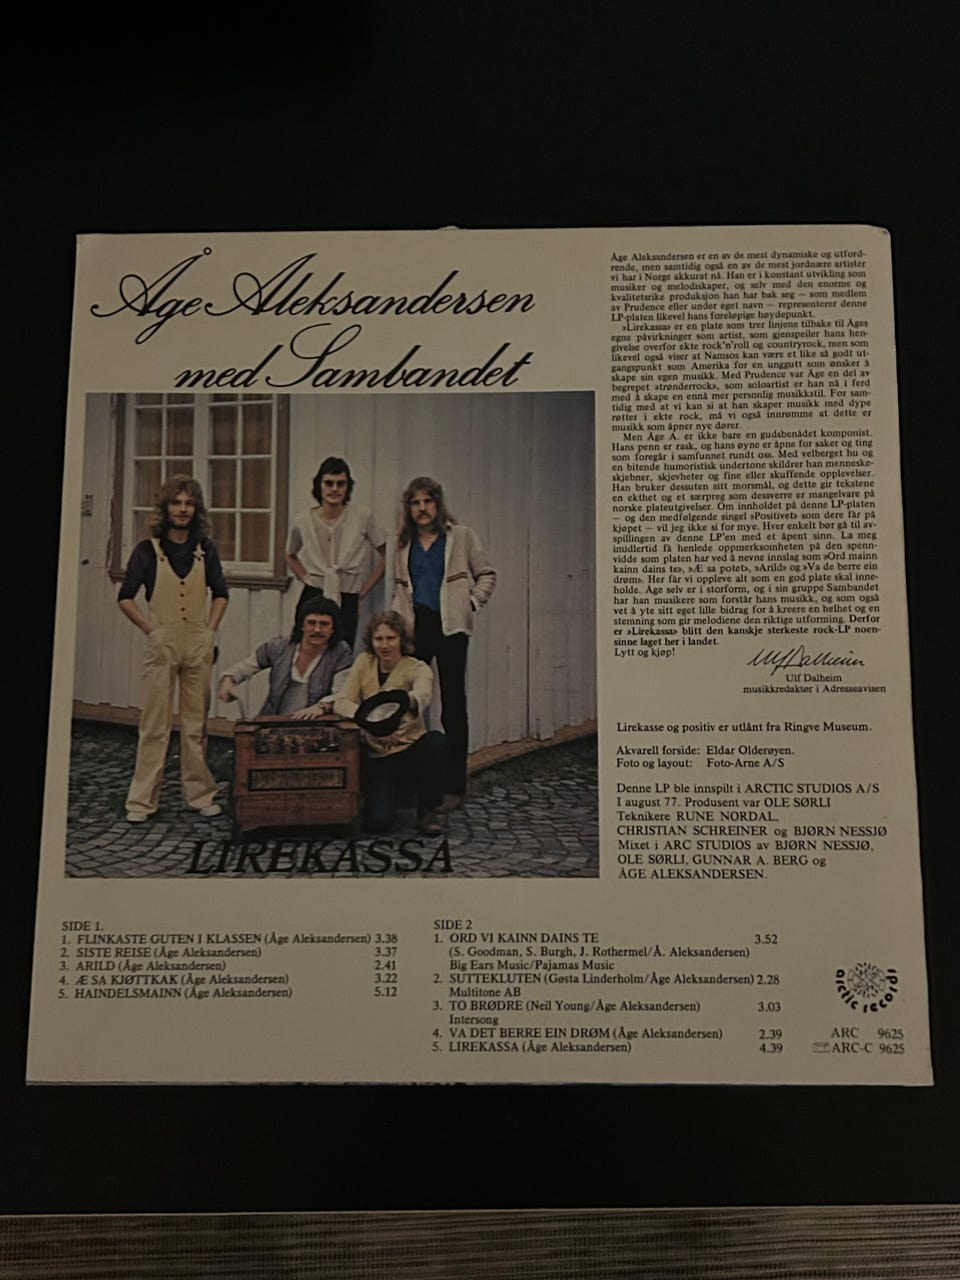 Åge Aleksandersen
med Sambandet
LIREKASSA
Åge Aleksandersen er en av de mest dynamiske og utford-
rende, men samtidig også en av de mest jordnære artister
vi har i Norge akkurat nå. Han er i konstant utvikling som
musiker og melodiskaper, og selv med den enorme og
kvalitetsrike produksjon han har bak seg — som medlem
av Prudence eller under eget navn — representerer denne
LP-platen likevel hans foreløpige høydepunkt.
»Lirekassa» er en plate som trer linjene tilbake til Åges
egne påvirkninger som artist, som gjenspeiler hans hen-
givelse overfor ekte rock'n'roll og countryrock, men som
likevel også viser at Namsos kan være et like så godt ut-
gangspunkt som Amerika for en unggutt som ønsker å
skape sin egen musikk. Med Prudence var Åge en del av
begrepet »trønderrock», som soloartist er han nå i ferd
med å skape en ennå mer personlig musikkstil. For sam-
tidig med at vi kan si at han skaper musikk med dype
røtter i ekte rock, må vi også innrømme at dette er
musikk som åpner nye dører.
Men Åge A. er ikke bare en gudsbenådet komponist.
Hans penn er rask, og hans øyne er åpne for saker og ting
som foregår i samfunnet rundt oss. Med velberget hu og
en bitende humoristisk undertone skildrer han menneske-
skjebner, skjevheter og fine eller skuffende opplevelser.
Han bruker dessuten sitt morsmål, og dette gir tekstene
en ekthet og et særpreg som dessverre er mangelvare på
norske plateutgivelser. Om innholdet på denne LP-platen
— og den medfølgende singel »Positivet» som dere får på
kjøpet — vil jeg ikke si for mye. Hver enkelt bør gå til av-
spillingen av denne LP'en med et åpent sinn. La meg
imidlertid få henlede oppmerksomheten på den spenn-
vidde som platen har ved å nevne innslag som »Ord mainn
kainn dains te», »Æ sa potet», »Arild» og »Va de berre ein
drøm». Her får vi oppleve alt som en god plate skal inne-
holde. Åge selv er i storform, og i sin gruppe Sambandet
har han musikere som forstår hans musikk, og som også
vet å yte sitt eget lille bidrag for å kreere en helhet og en
stemning som gir melodiene den riktige utforming. Derfor
er »Lirekassa» blitt den kanskje sterkeste rock-LP noen-
sinne laget her i landet.
Lytt og kjøp!
Ulf Dalheim
Ulf Dalheim
musikkredaktør i Adresseavisen
Lirekasse og positiv er utlånt fra Ringve Museum.
Akvarell forside: Eldar Olderøyen.
Foto og layout: Foto-Arne A/S
Denne LP ble innspilt i ARCTIC STUDIOS A/S
I august 77. Produsent var OLE SØRLI
Teknikere RUNE NORDAL,
CHRISTIAN SCHREINER og BJØRN NESSJØ
Mixet i ARC STUDIOS av BJØRN NESSJØ,
OLE SØRLI, GUNNAR A. BERG og
ÅGE ALEKSANDERSEN.
SIDE 1.
1. FLINKASTE GUTEN I KLASSEN (Åge Aleksandersen) 3.38
2. SISTE REISE (Åge Aleksandersen) 3.37
3. ARILD (Åge Aleksandersen) 2.41
4. Æ SA KJØTTKAK (Åge Aleksandersen) 3.22
5. HAINDELSMAINN (Åge Aleksandersen) 5.12
SIDE 2
1. ORD VI KAINN DAINS TE 3.52
(S. Goodman, S. Burgh, J. Rothermel/Å. Aleksandersen)
Big Ears Music/Pajamas Music
2. SUTTEKLUTEN (Gøsta Linderholm/Åge Aleksandersen) 2.28
Multitone AB
3. TO BRØDRE (Neil Young/Åge Aleksandersen) 3.03
Intersong
4. VA DET BERRE EIN DRØM (Åge Aleksandersen) 2.39
5. LIREKASSA (Åge Aleksandersen) 4.39
arctic records
ARC 9625
ARC-C 9625